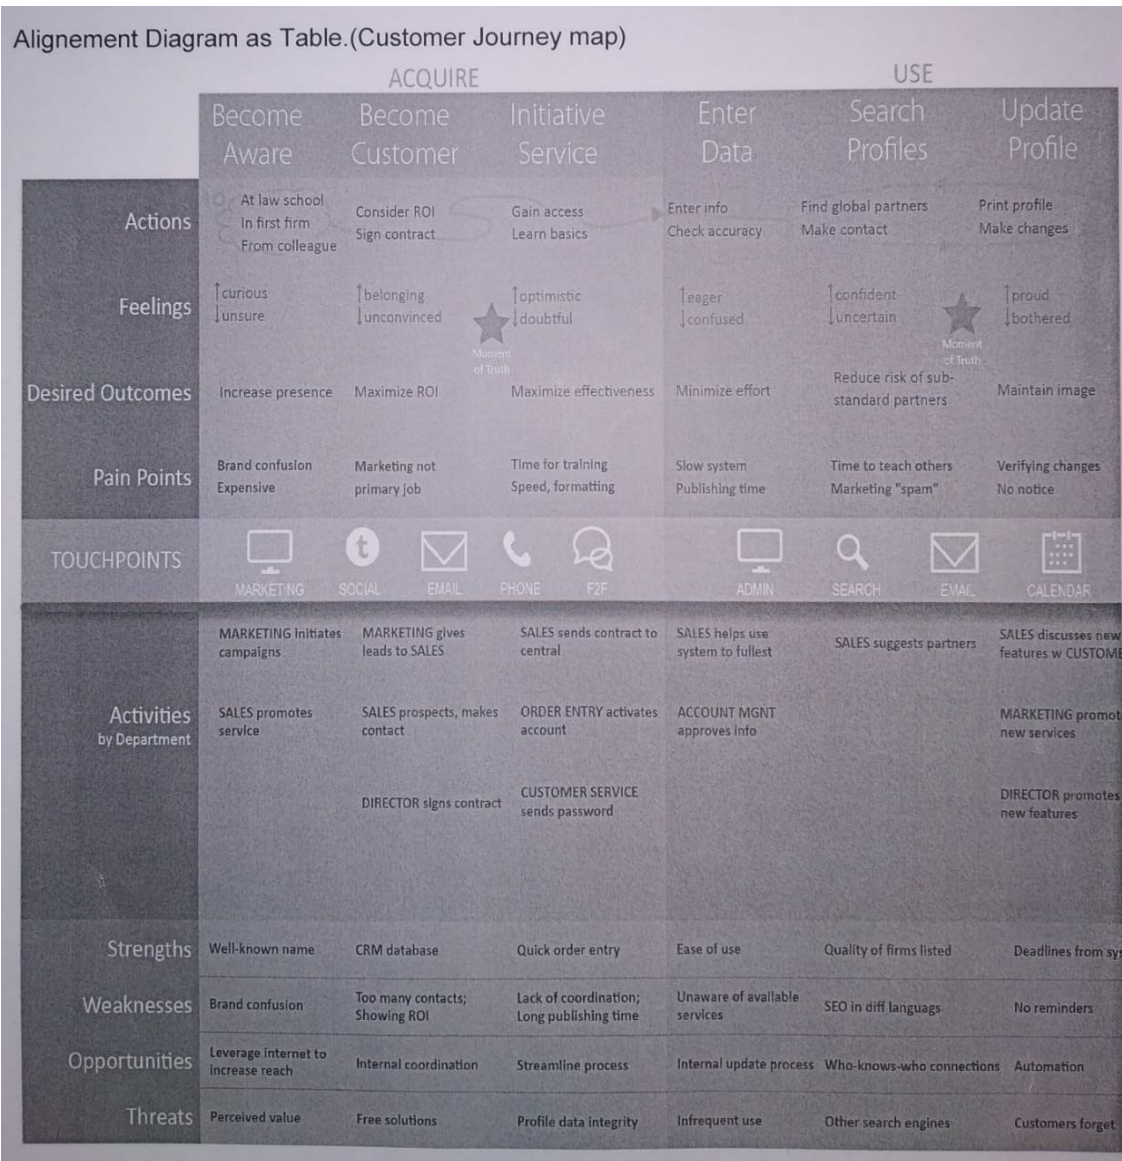 Alignement Diagram as Table.(Customer Journey map)
ACQUIRE USE
Become Aware Become Customer Initiative Service Enter Data Search Profiles Update Profile
Actions
At law school
In first firm
From colleague
Consider ROI
Sign contract
Gain access
Learn basics
Enter info
Check accuracy
Find global partners
Make contact
Print profile
Make changes
Feelings
↑curious
↓unsure
↑belonging
↓unconvinced
Moment
of Truth
↑optimistic
↓doubtful
↑eager
↓confused
↑confident
↓uncertain
Moment
of Truth
↑proud
↓bothered
Desired Outcomes
Increase presence
Maximize ROI
Maximize effectiveness
Minimize effort
Reduce risk of sub-
standard partners
Maintain image
Pain Points
Brand confusion
Expensive
Marketing not
primary job
Time for training
Speed, formatting
Slow system
Publishing time
Time to teach others
Marketing "spam"
Verifying changes
No notice
TOUCHPOINTS
t
MARKETING SOCIAL EMAIL PHONE F2F ADMIN SEARCH EMAIL CALENDAR
Activities
by Department
MARKETING initiates
campaigns
MARKETING gives
leads to SALES
SALES sends contract to
central
SALES helps use
system to fullest
SALES suggests partners
SALES discusses new
features w CUSTOME
SALES promotes
service
SALES prospects, makes
contact
ORDER ENTRY activates
account
ACCOUNT MGNT
approves info
MARKETING promot
new services
DIRECTOR signs contract
CUSTOMER SERVICE
sends password
DIRECTOR promotes
new features
Strengths
Well-known name
CRM database
Quick order entry
Ease of use
Quality of firms listed
Deadlines from sys
Weaknesses
Brand confusion
Too many contacts;
Showing ROI
Lack of coordination;
Long publishing time
Unaware of available
services
SEO in diff languags
No reminders
Opportunities
Leverage internet to
increase reach
Internal coordination
Streamline process
Internal update process
Who-knows-who connections
Automation
Threats
Perceived value
Free solutions
Profile data integrity
Infrequent use
Other search engines
Customers forget